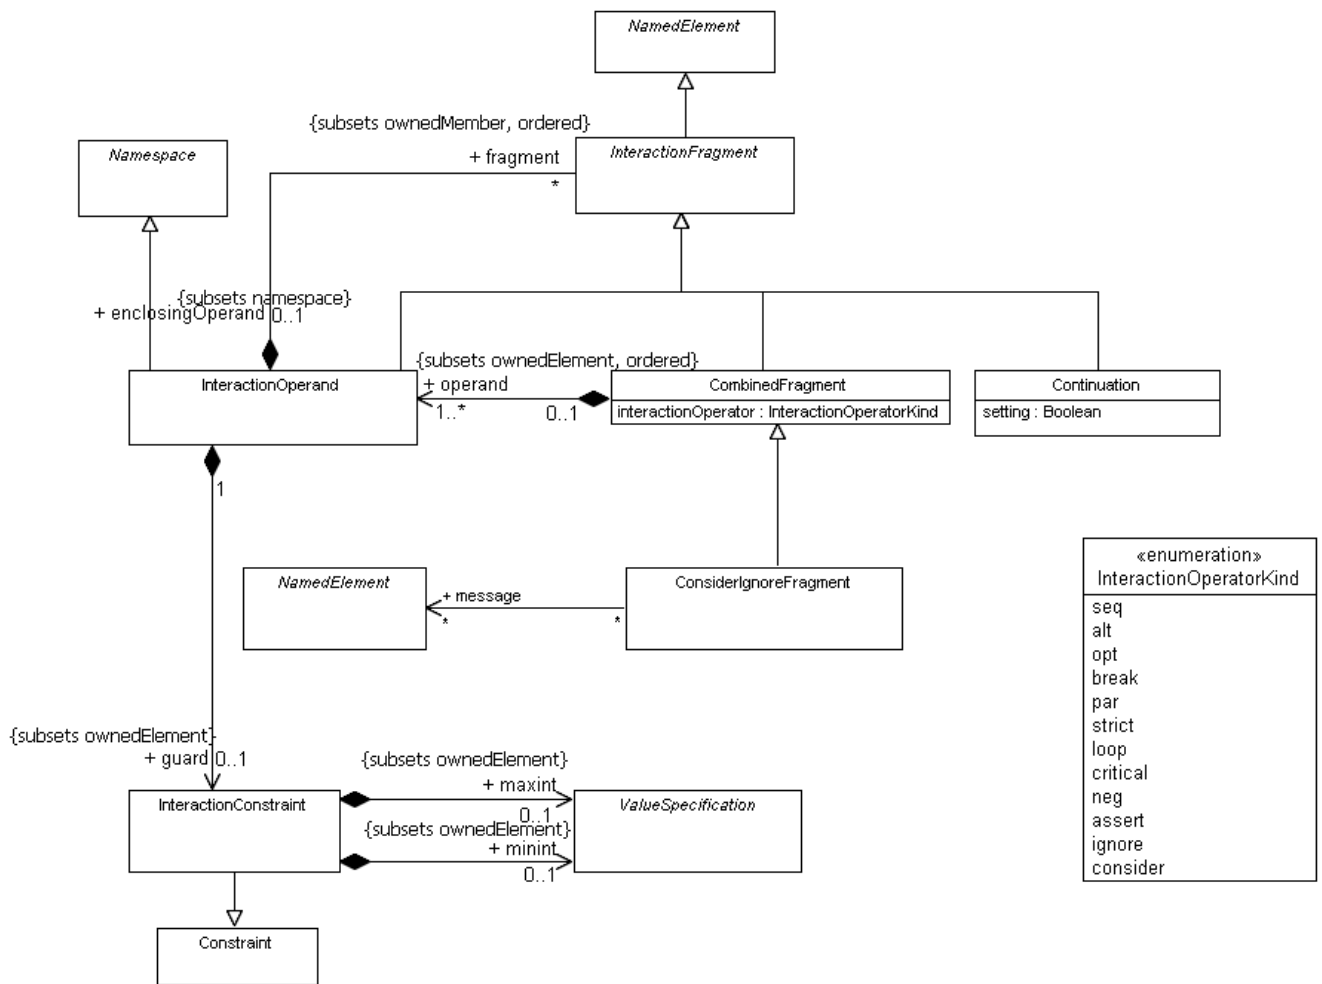 NamedElement
{subsets ownedMember, ordered}
Namespace
InteractionFragment
+ fragment
*
{subsets namespace}
+ enclosingOperand 0..1
{subsets ownedElement, ordered}
InteractionOperand
+ operand
1..*
0..1
CombinedFragment
interactionOperator : InteractionOperatorKind
Continuation
setting : Boolean
1
NamedElement
+ message
*
*
ConsiderIgnoreFragment
«enumeration»
InteractionOperatorKind
seq
alt
opt
break
par
strict
loop
critical
neg
assert
ignore
consider
{subsets ownedElement}
+ guard 0..1
{subsets ownedElement}
+ maxint
0..1
InteractionConstraint
ValueSpecification
{subsets ownedElement}
+ minint
0..1
Constraint